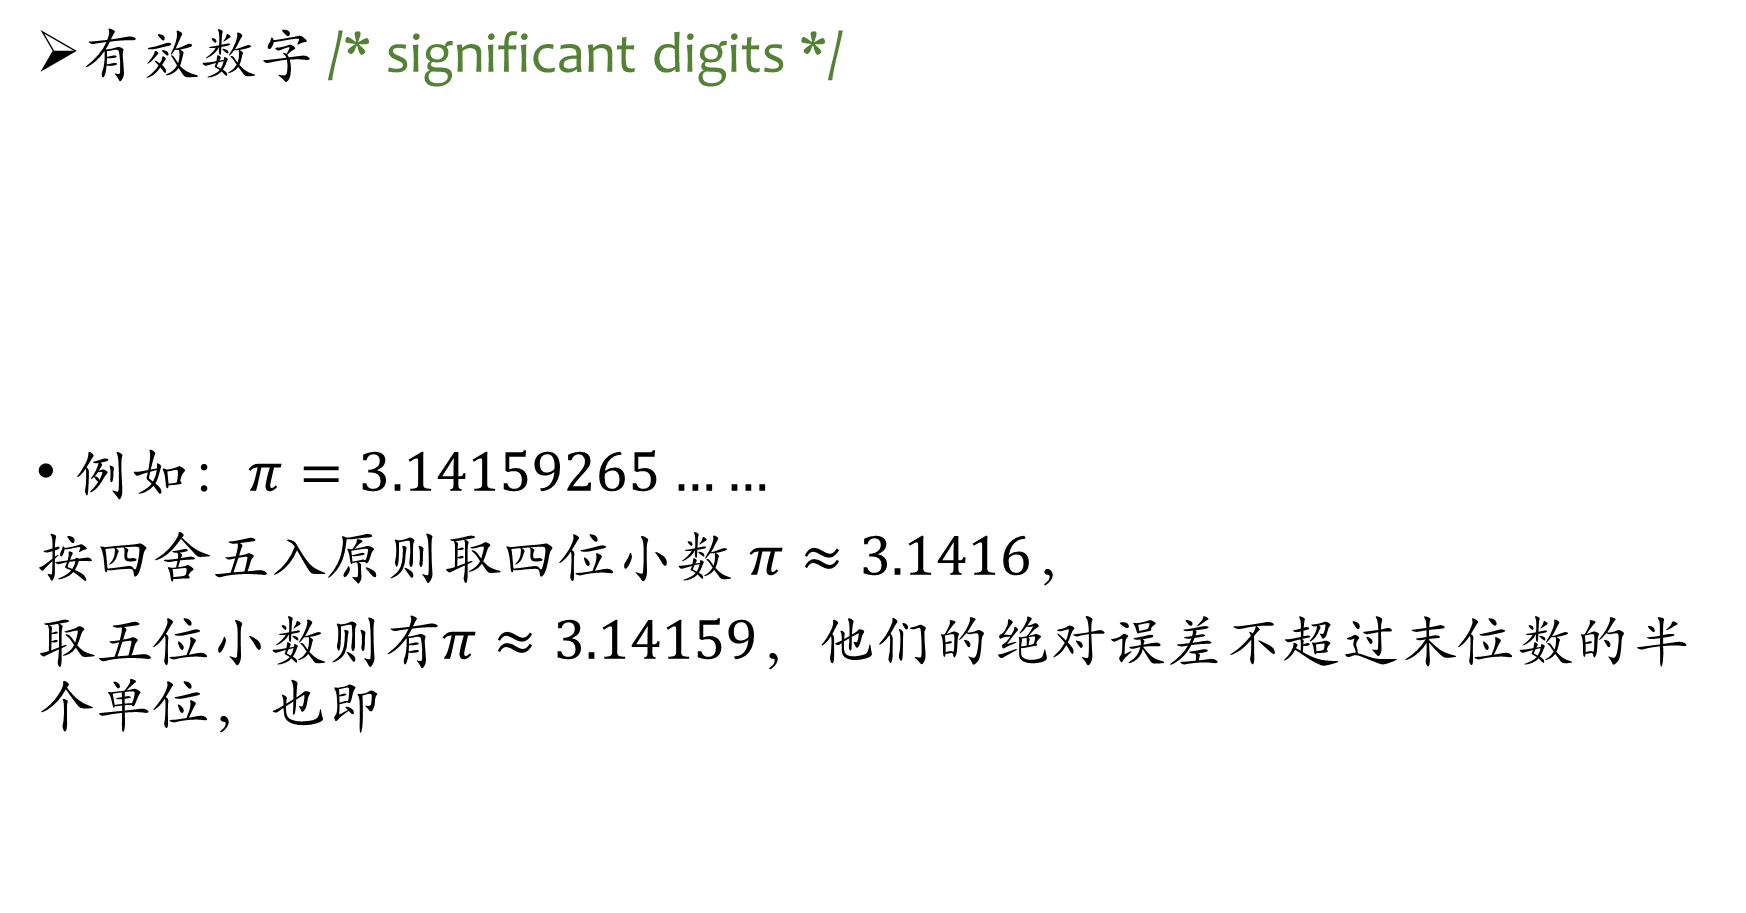 ➢有效数字 /* significant digits */
• 例如：π = 3.14159265 … …
按四舍五入原则取四位小数 π ≈ 3.1416，
取五位小数则有π ≈ 3.14159，他们的绝对误差不超过末位数的半
个单位，也即